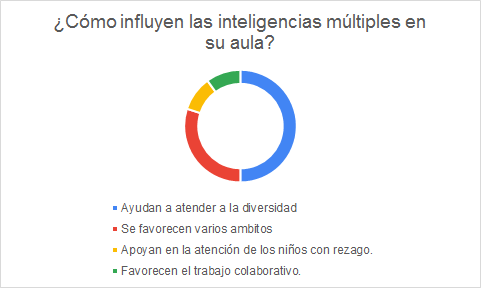 ¿Cómo influyen las inteligencias múltiples en
su aula?
Ayudan a atender a la diversidad
Se favorecen varios ambitos
Apoyan en la atención de los niños con rezago.
Favorecen el trabajo colaborativo.